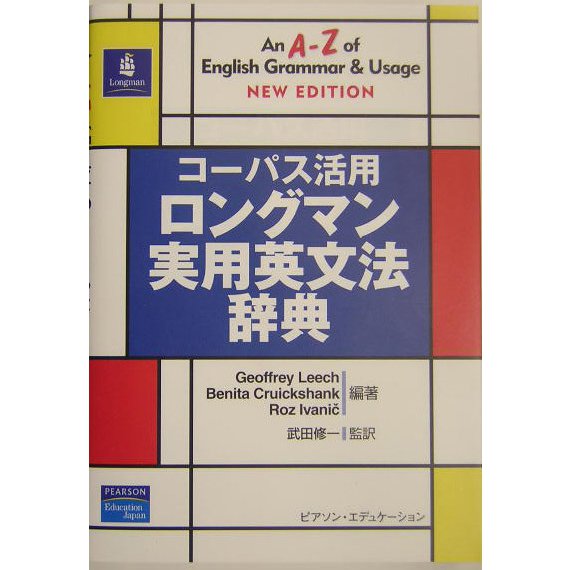 Longman
An A-Z of
English Grammar & Usage
NEW EDITION
コーパス活用
ロングマン
実用英文法
辞典
Geoffrey Leech
Benita Cruickshank
Roz Ivanič
編著
武田修一 監訳
PEARSON
Education
Japan
ピアソン・エデュケーション